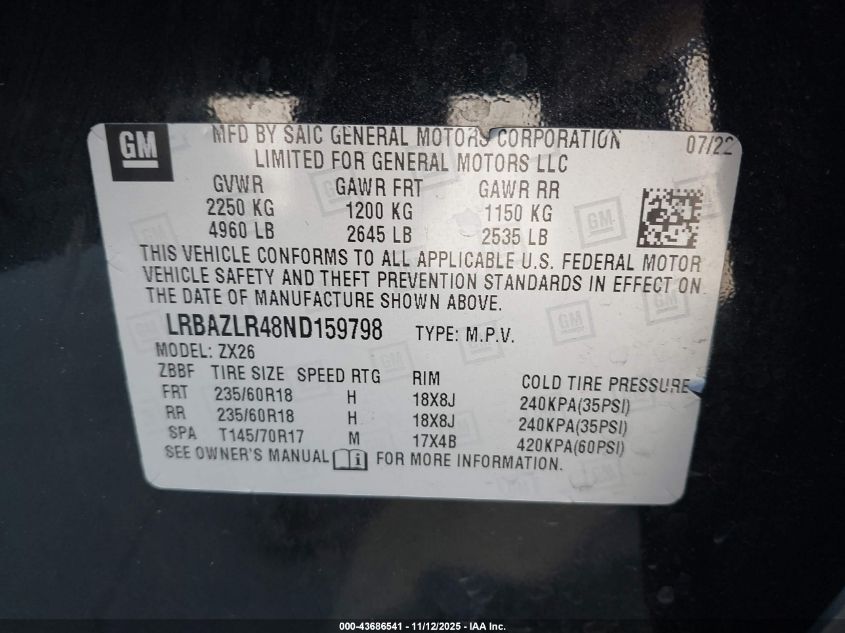 GM
MFD BY SAIC GENERAL MOTORS CORPORATION 07/22
LIMITED FOR GENERAL MOTORS LLC
GVWR GAWR FRT GAWR RR
2250 KG 1200 KG 1150 KG
4960 LB 2645 LB 2535 LB
THIS VEHICLE CONFORMS TO ALL APPLICABLE U.S. FEDERAL MOTOR
VEHICLE SAFETY AND THEFT PREVENTION STANDARDS IN EFFECT ON
THE DATE OF MANUFACTURE SHOWN ABOVE.
LRBAZLR48ND159798 TYPE: M.P.V.
MODEL: ZX26
ZBBF TIRE SIZE SPEED RTG RIM COLD TIRE PRESSURE
FRT 235/60R18 H 18X8J 240KPA(35PSI)
RR 235/60R18 H 18X8J 240KPA(35PSI)
SPA T145/70R17 M 17X4B 420KPA(60PSI)
SEE OWNER'S MANUAL i FOR MORE INFORMATION.
000-43686541 - 11/12/2025 - IAA Inc.